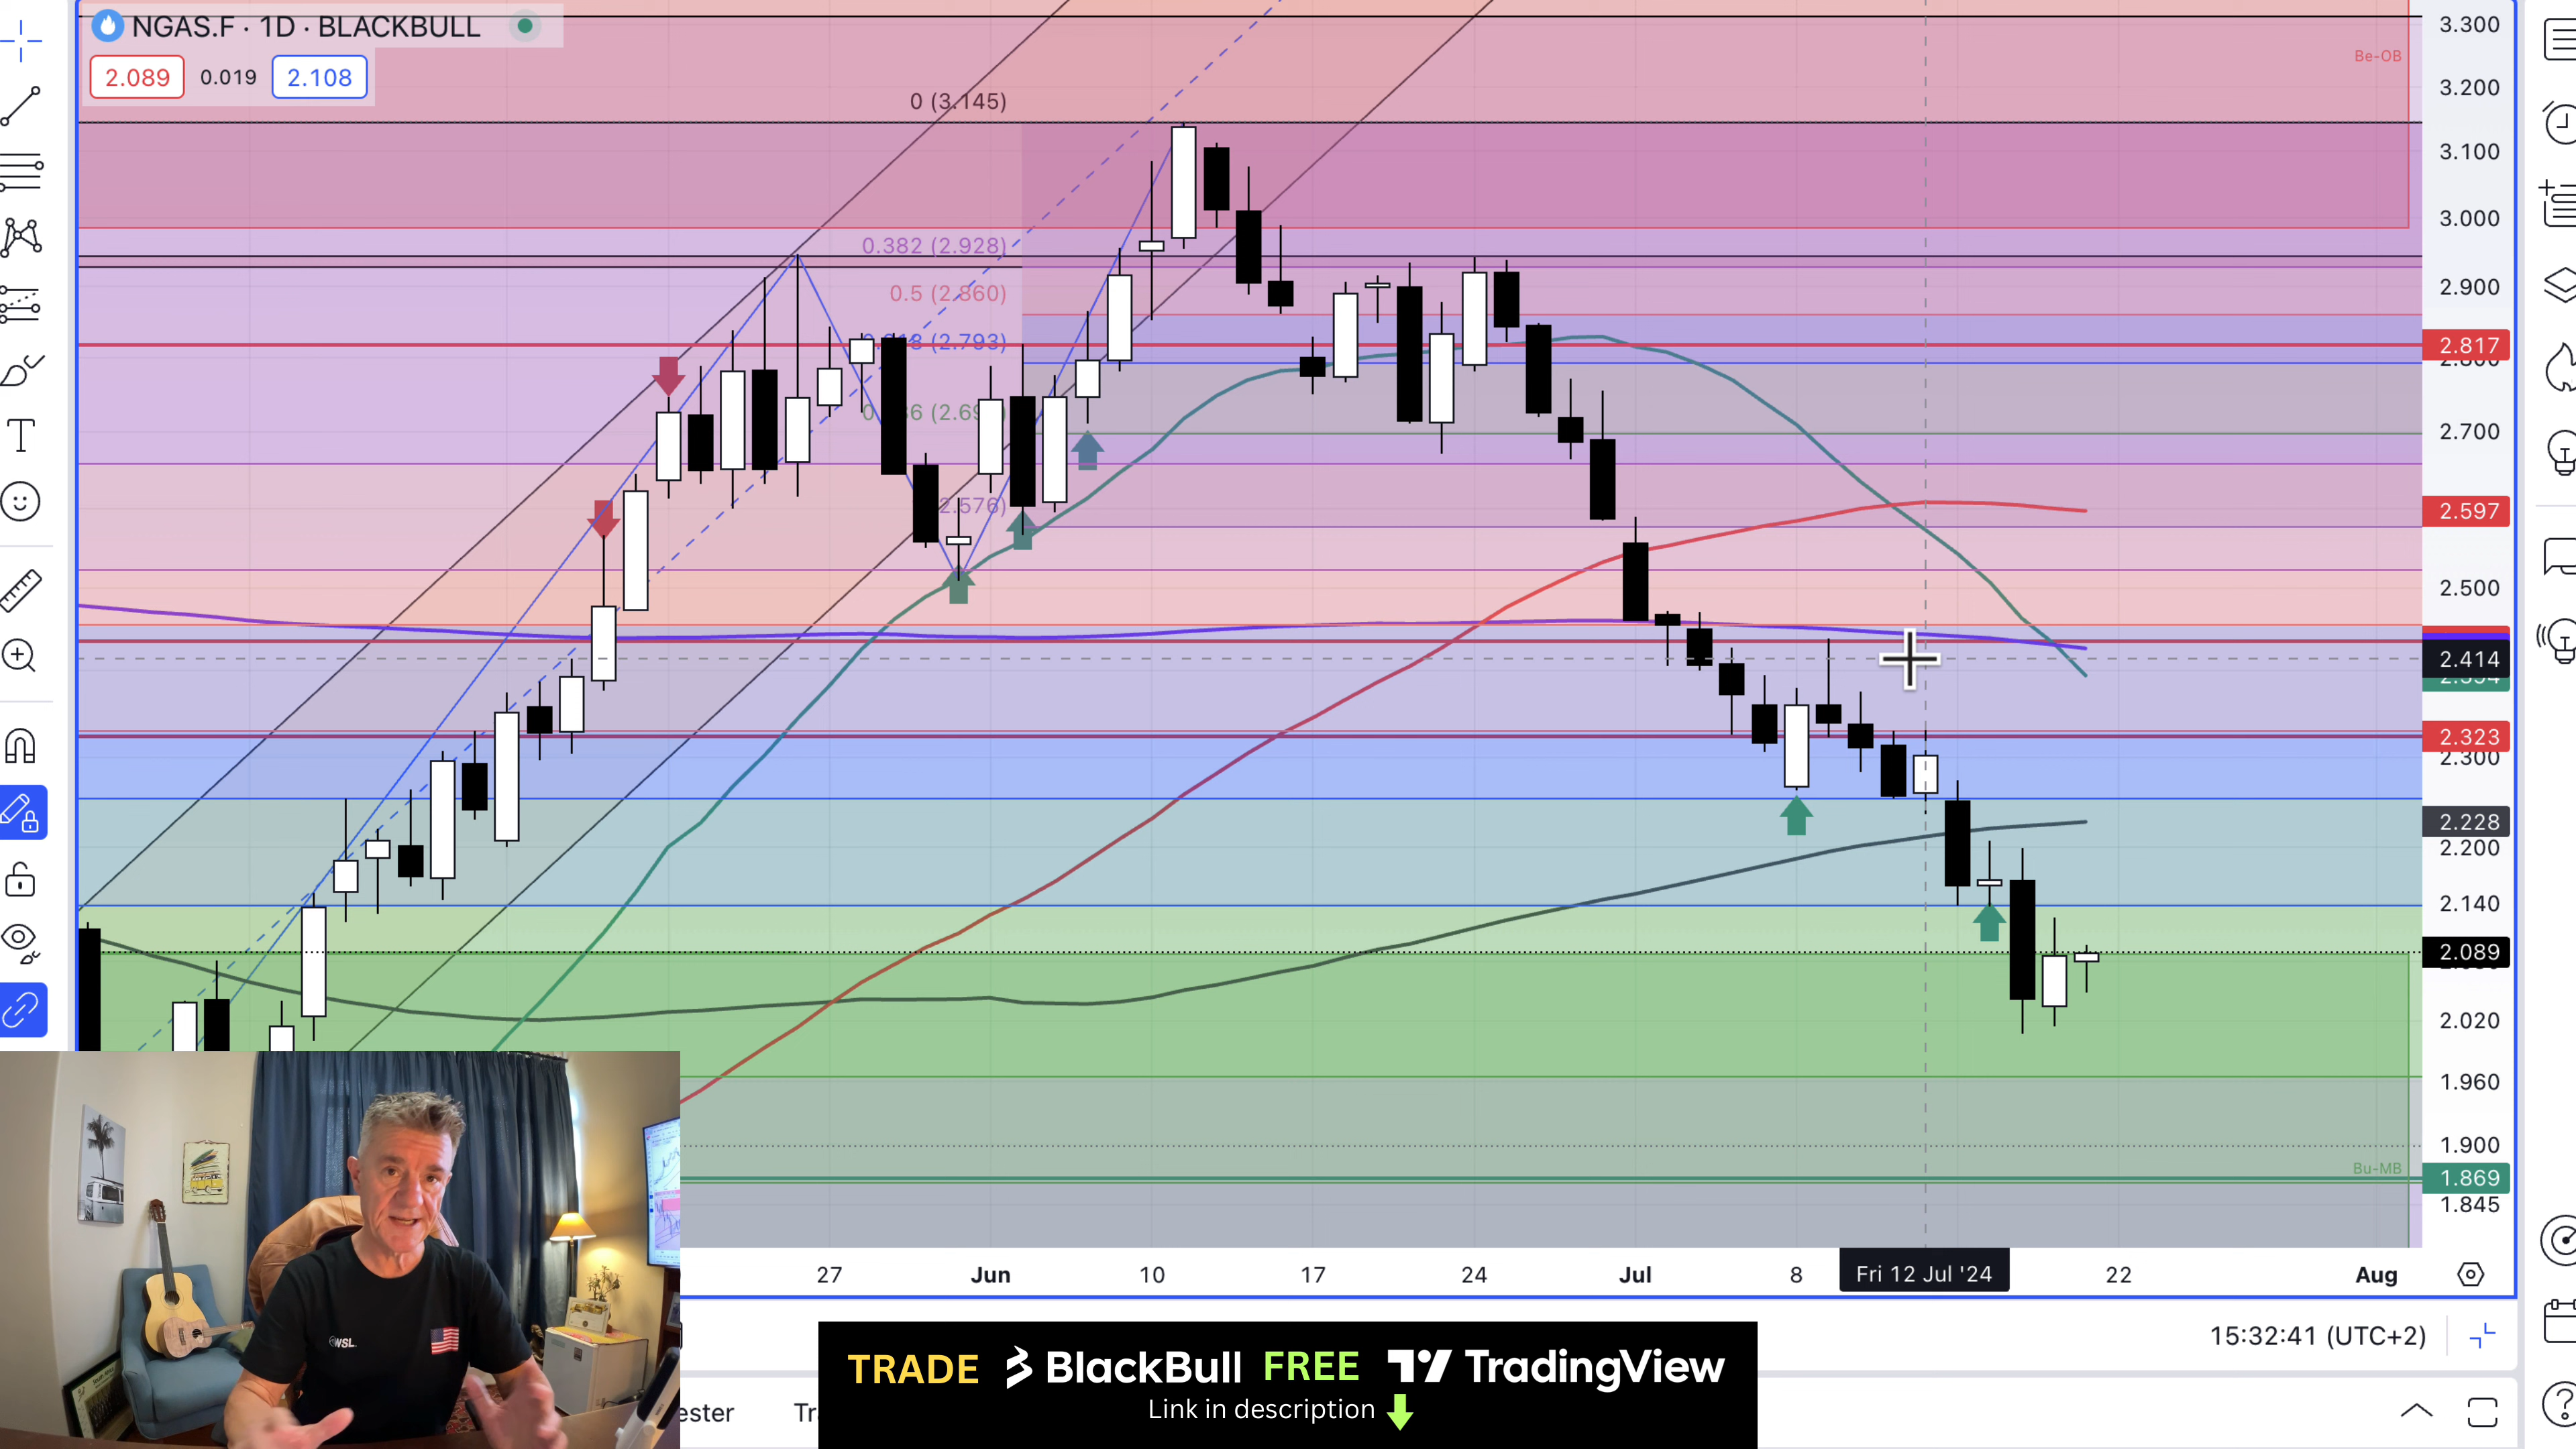 NGAS.F · 1D · BLACKBULL
2.089 0.019 2.108
Be-OB
0 (3.145)
0.382 (2.928)
0.5 (2.860)
(2.793)
2.576)
3.300
3.200
3.100
3.000
2.900
2.817
2.700
2.597
2.500
2.414
2.323
2.300
2.228
2.200
2.140
2.089
2.020
1.960
1.900
Bu-MB
1.869
1.845
27 Jun 10 17 24 Jul 8 Fri 12 Jul '24 22 Aug
15:32:41 (UTC+2)
WSL
TRADE BlackBull FREE TradingView
Link in description